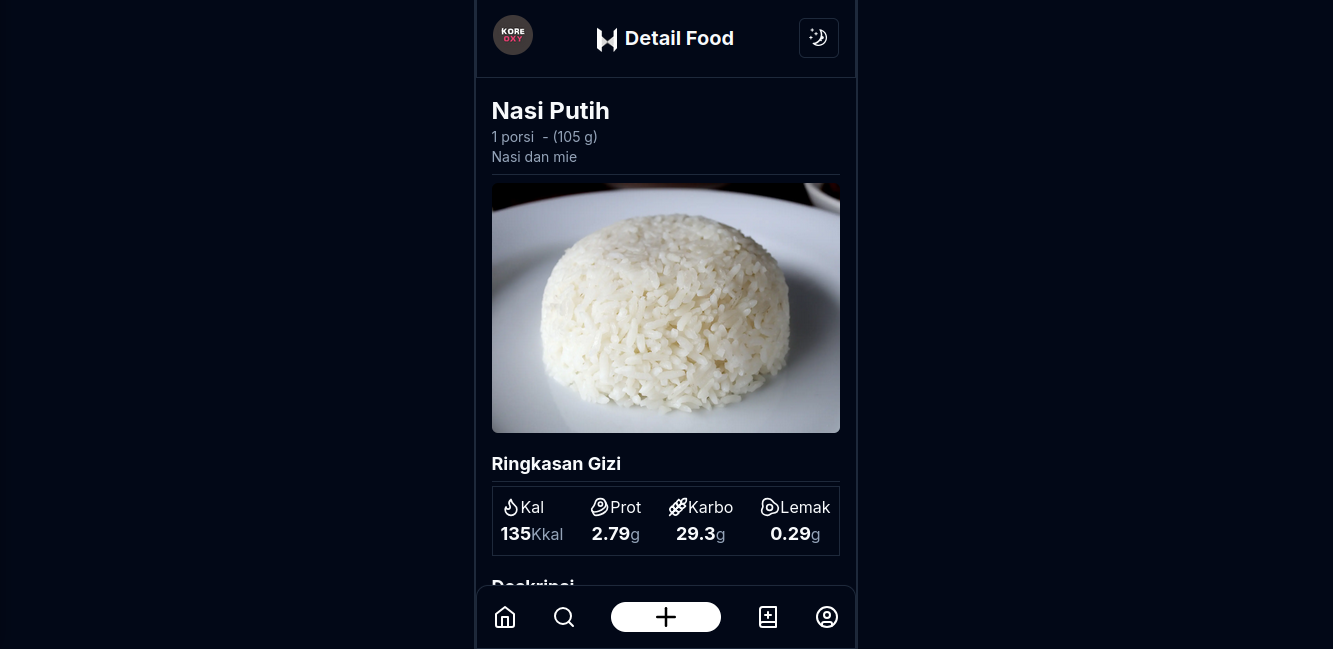 KORE
OXY
Detail Food
Nasi Putih
1 porsi - (105 g)
Nasi dan mie
Ringkasan Gizi
Kal Prot Karbo Lemak
135Kkal 2.79g 29.3g 0.29g
Deskripsi